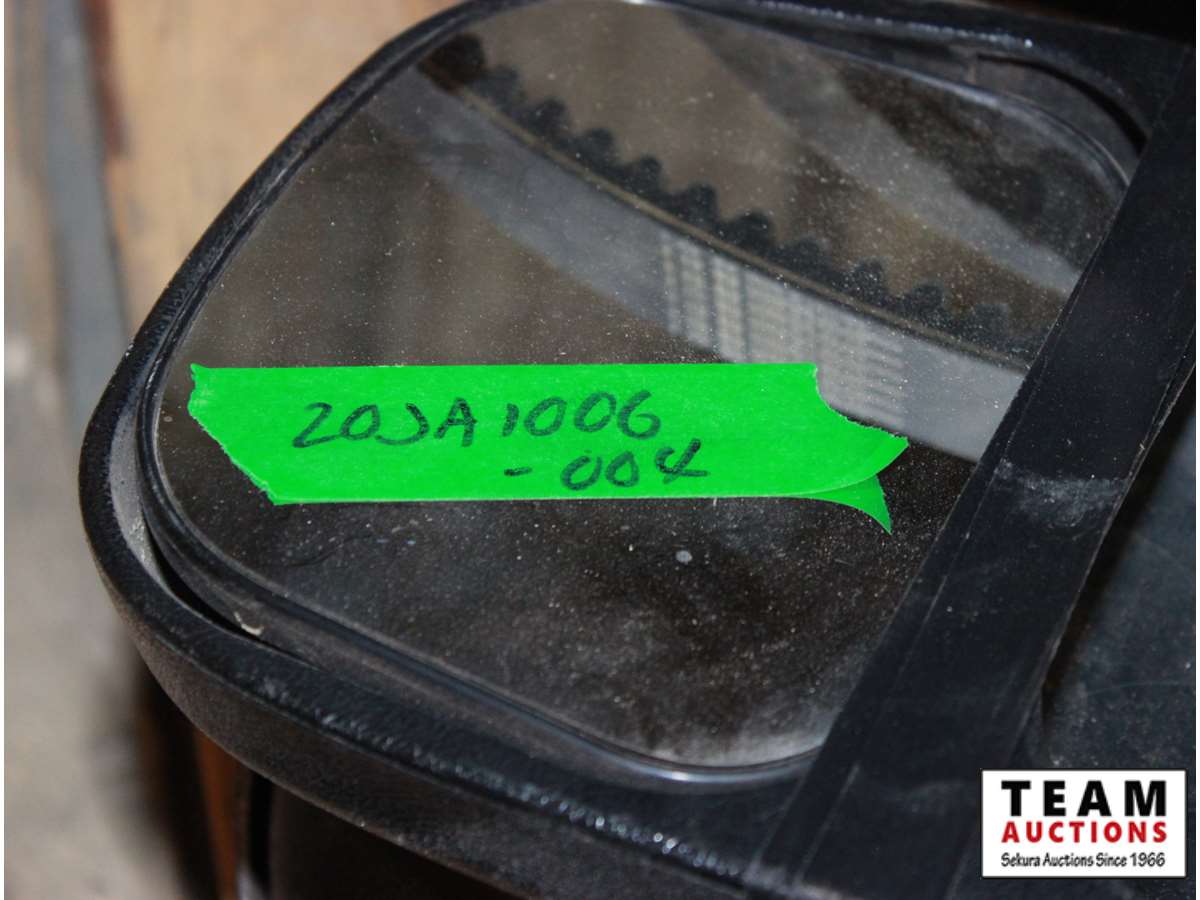 20JA1006
-004
TEAM
AUCTIONS
Sekura Auctions Since 1966